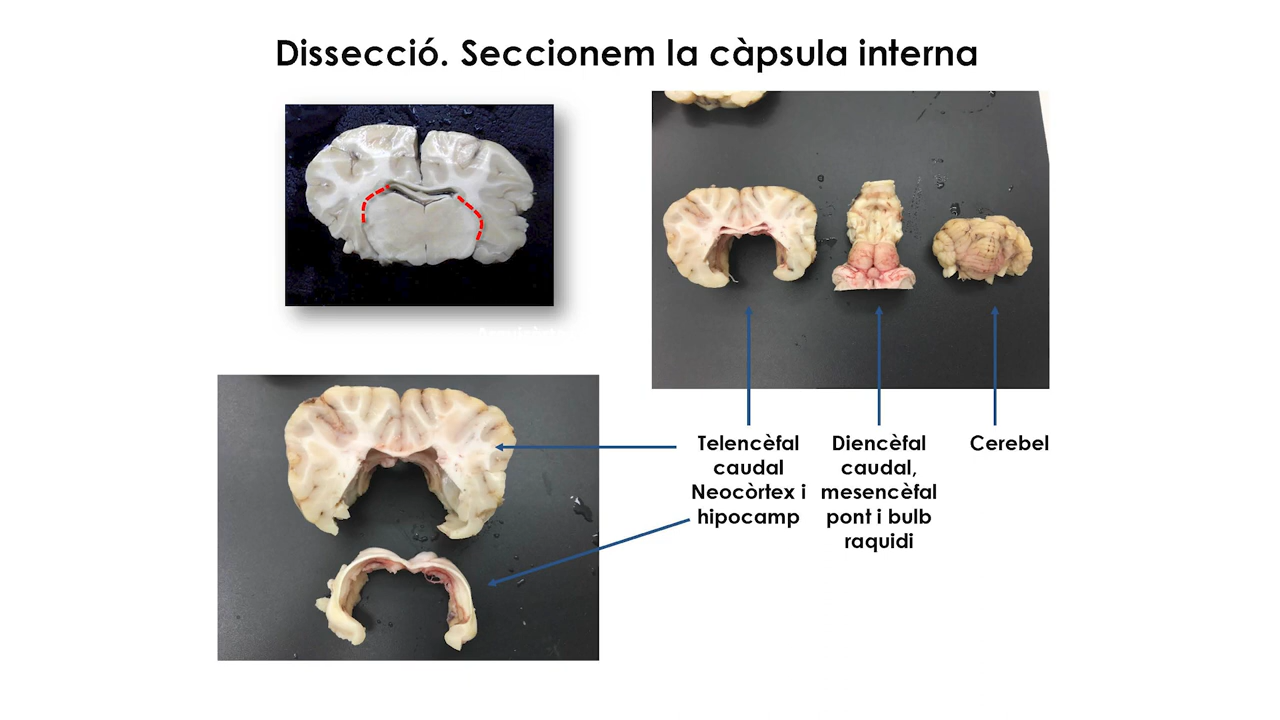 Dissecció. Seccionem la càpsula interna
Telencèfal
caudal
Neocòrtex i
hipocamp
Diencèfal
caudal,
mesencèfal
pont i bulb
raquidi
Cerebel